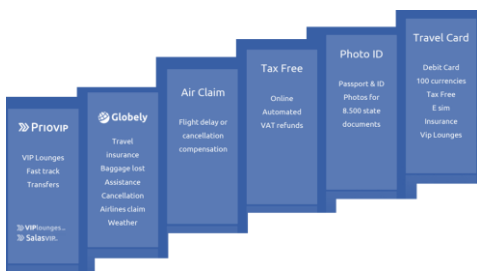 PRIOVIP
VIP Lounges
Fast track
Transfers
VIPlounges...
SalasVIP.
Globely
Travel
insurance
Baggage lost
Assistance
Cancellation
Airlines claim
Weather
Air Claim
Flight delay or
cancellation
compensation
Tax Free
Online
Automated
VAT refunds
Photo ID
Passport & ID
Photos for
8.500 state
documents
Travel Card
Debit Card
100 currencies
Tax Free
E sim
Insurance
Vip Lounges